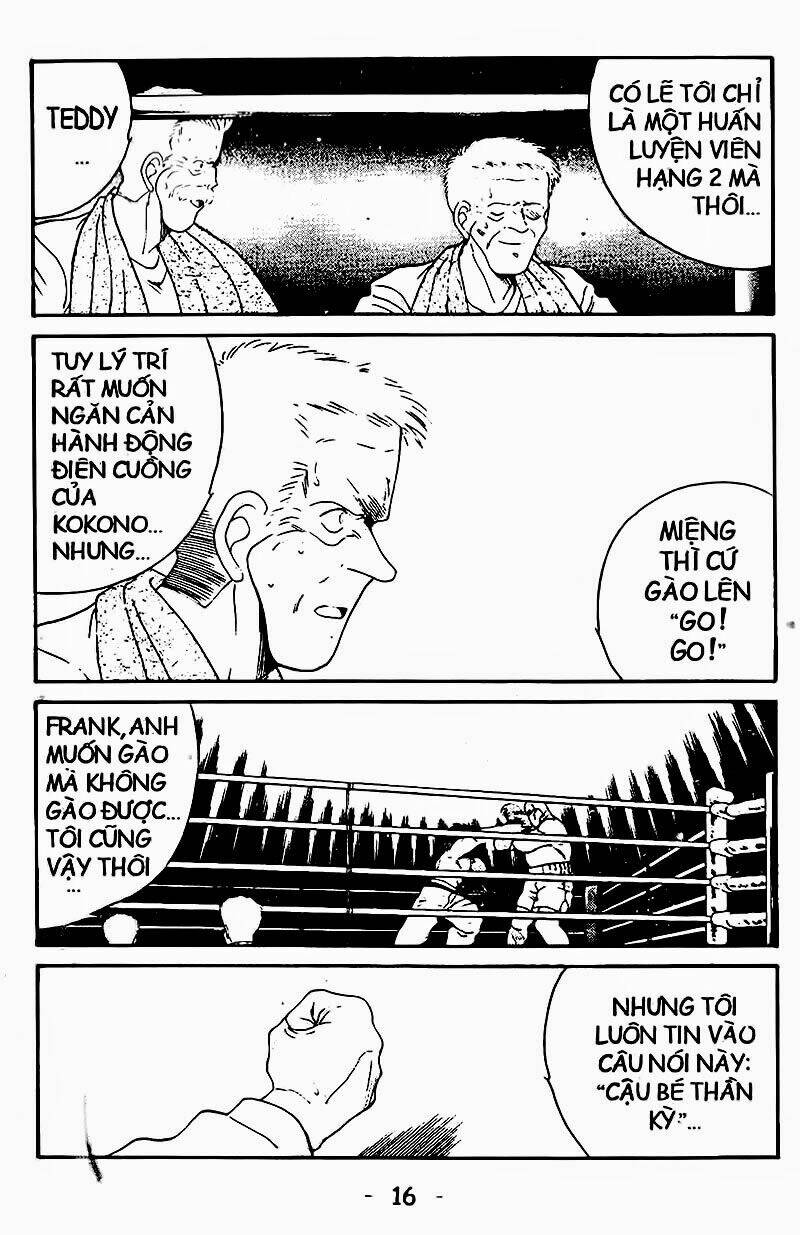 TEDDY
...
CÓ LẼ TÔI CHỈ
LÀ MỘT HUẤN
LUYỆN VIÊN
HẠNG 2 MÀ
THÔI...
TUY LÝ TRÍ
RẤT MUỐN
NGĂN CẢN
HÀNH ĐỘNG
ĐIÊN CUỒNG
CỦA
KOKONO...
NHƯNG...
MIỆNG
THÌ CỨ
GÀO LÊN
"GO!
GO!"
FRANK, ANH
MUỐN GÀO
MÀ KHÔNG
GÀO ĐƯỢC...
TÔI CŨNG
VẬY THÔI
...
NHƯNG TÔI
LUÔN TIN VÀO
CÂU NÓI NÀY:
"CẬU BÉ THẦN
KỲ"...
- 16 -